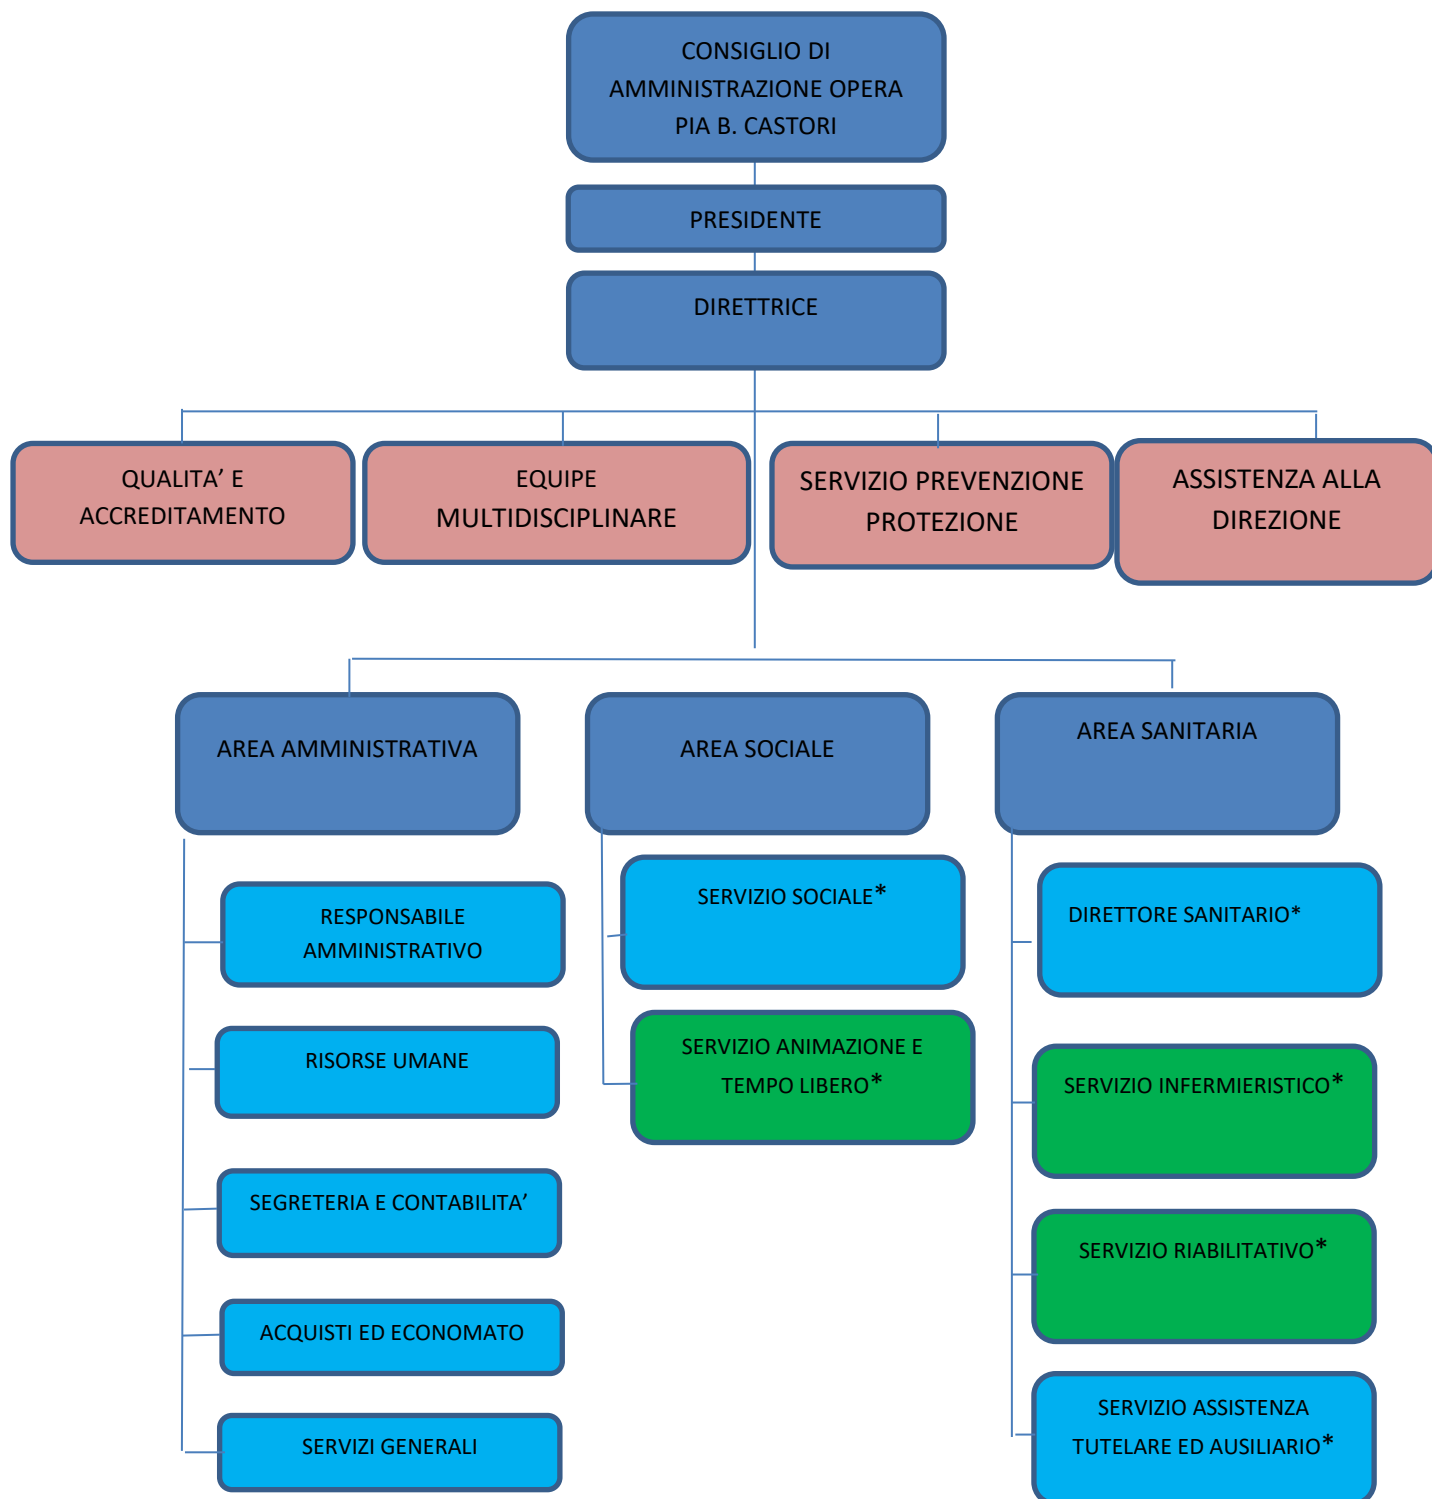 CONSIGLIO DI
AMMINISTRAZIONE OPERA
PIA B. CASTORI
PRESIDENTE
DIRETTRICE
QUALITA’ E
ACCREDITAMENTO
EQUIPE
MULTIDISCIPLINARE
SERVIZIO PREVENZIONE
PROTEZIONE
ASSISTENZA ALLA
DIREZIONE
AREA AMMINISTRATIVA
RESPONSABILE
AMMINISTRATIVO
RISORSE UMANE
SEGRETERIA E CONTABILITA’
ACQUISTI ED ECONOMATO
SERVIZI GENERALI
AREA SOCIALE
SERVIZIO SOCIALE*
SERVIZIO ANIMAZIONE E
TEMPO LIBERO*
AREA SANITARIA
DIRETTORE SANITARIO*
SERVIZIO INFERMIERISTICO*
SERVIZIO RIABILITATIVO*
SERVIZIO ASSISTENZA
TUTELARE ED AUSILIARIO*